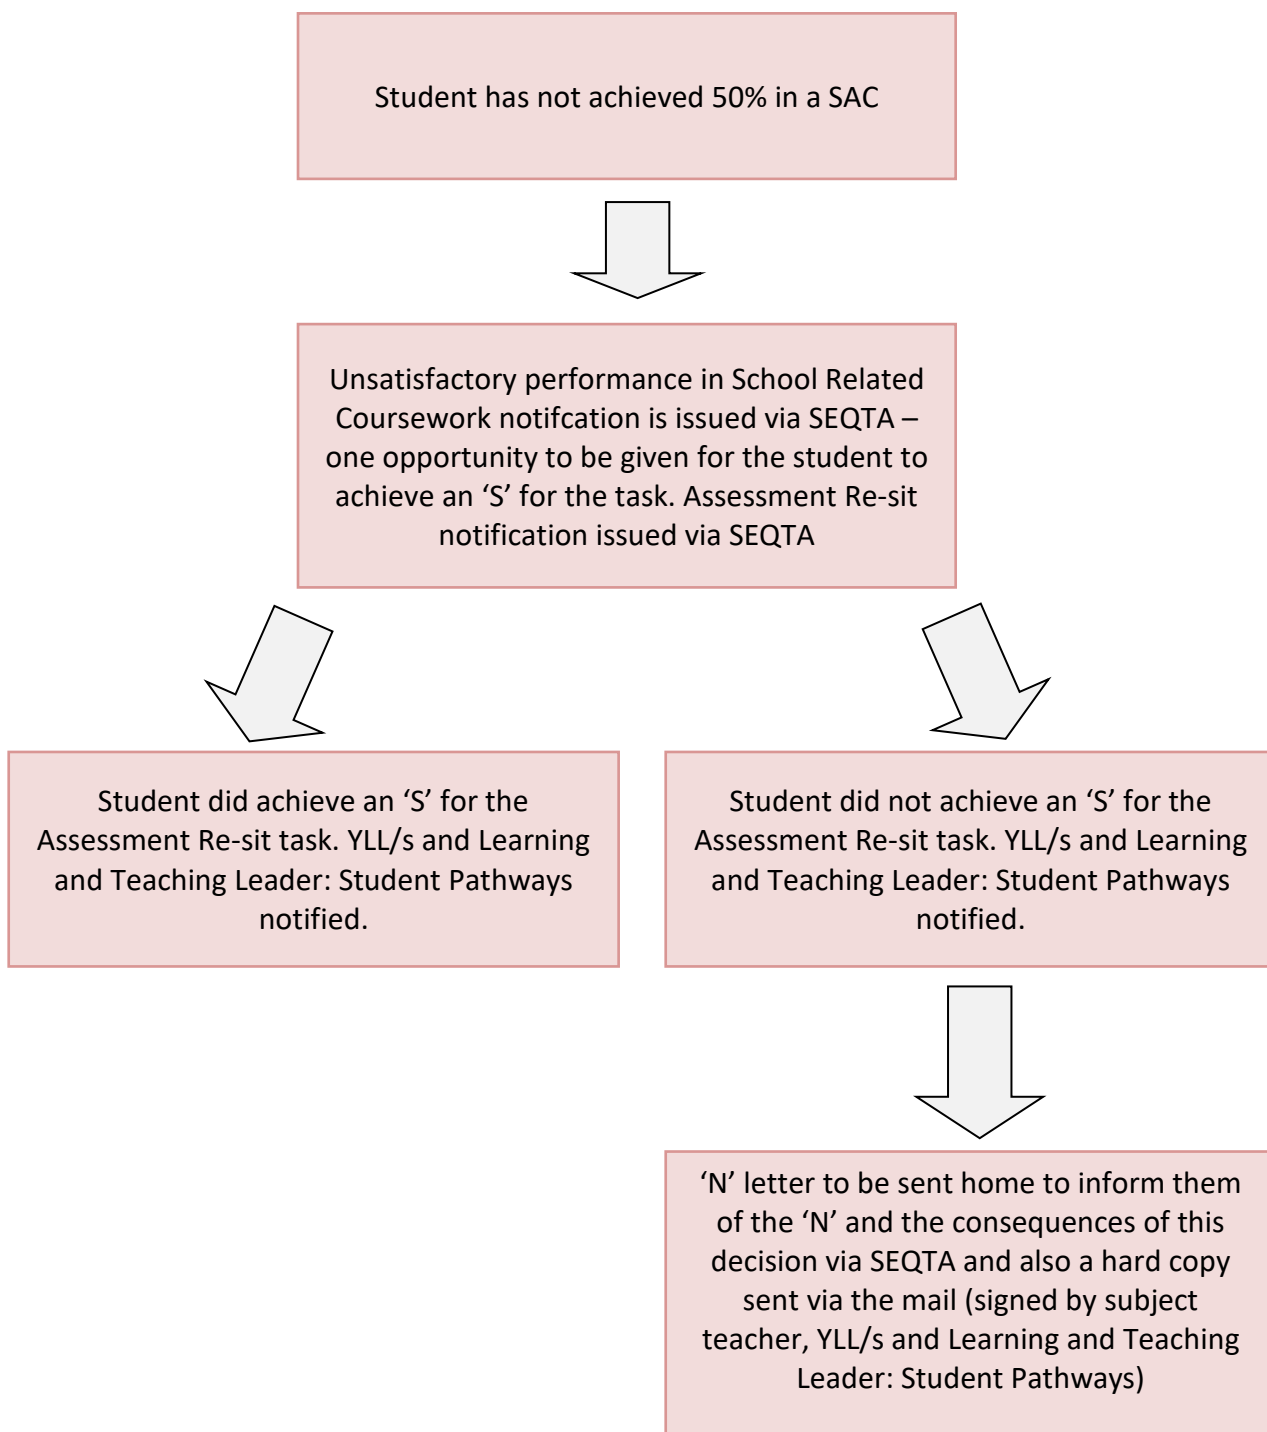 Student has not achieved 50% in a SAC
Unsatisfactory performance in School Related
Coursework notifcation is issued via SEQTA –
one opportunity to be given for the student to
achieve an ‘S’ for the task. Assessment Re-sit
notification issued via SEQTA
Student did achieve an ‘S’ for the
Assessment Re-sit task. YLL/s and Learning
and Teaching Leader: Student Pathways
notified.
Student did not achieve an ‘S’ for the
Assessment Re-sit task. YLL/s and Learning
and Teaching Leader: Student Pathways
notified.
‘N’ letter to be sent home to inform them
of the ‘N’ and the consequences of this
decision via SEQTA and also a hard copy
sent via the mail (signed by subject
teacher, YLL/s and Learning and Teaching
Leader: Student Pathways)